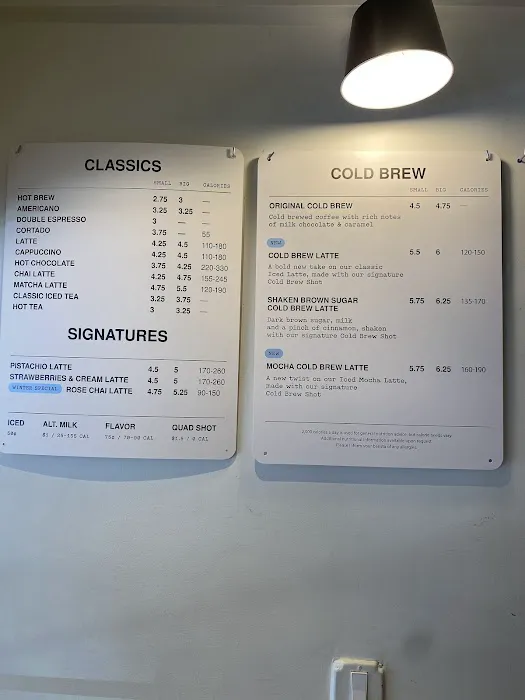 CLASSICS
SMALL BIG CALORIES
HOT BREW 2.75 3 —
AMERICANO 3.25 3.25 —
DOUBLE ESPRESSO 3 — —
CORTADO 3.75 — 55
LATTE 4.25 4.5 110-180
CAPPUCCINO 4.25 4.5 110-180
HOT CHOCOLATE 3.75 4.25 220-330
CHAI LATTE 4.25 4.75 155-245
MATCHA LATTE 4.75 5.5 120-190
CLASSIC ICED TEA 3.25 3.75 —
HOT TEA 3 3.25 —
SIGNATURES
PISTACHIO LATTE 4.5 5 170-260
STRAWBERRIES & CREAM LATTE 4.5 5 170-260
WINTER SPECIAL ROSE CHAI LATTE 4.75 5.25 90-150
ICED ALT. MILK FLAVOR QUAD SHOT
50¢
COLD BREW
SMALL BIG CALORIES
ORIGINAL COLD BREW 4.5 4.75 —
Cold brewed coffee with rich notes
of milk chocolate & caramel
NEW
COLD BREW LATTE 5.5 6 120-150
A bold new take on our classic
Iced Latte, made with our signature
Cold Brew Shot
SHAKEN BROWN SUGAR
COLD BREW LATTE 5.75 6.25 135-170
Dark brown sugar, milk
and a pinch of cinnamon, shaken
with our signature Cold Brew Shot
NEW
MOCHA COLD BREW LATTE 5.75 6.25 160-190
A new twist on our Iced Mocha Latte,
Made with our signature
Cold Brew Shot